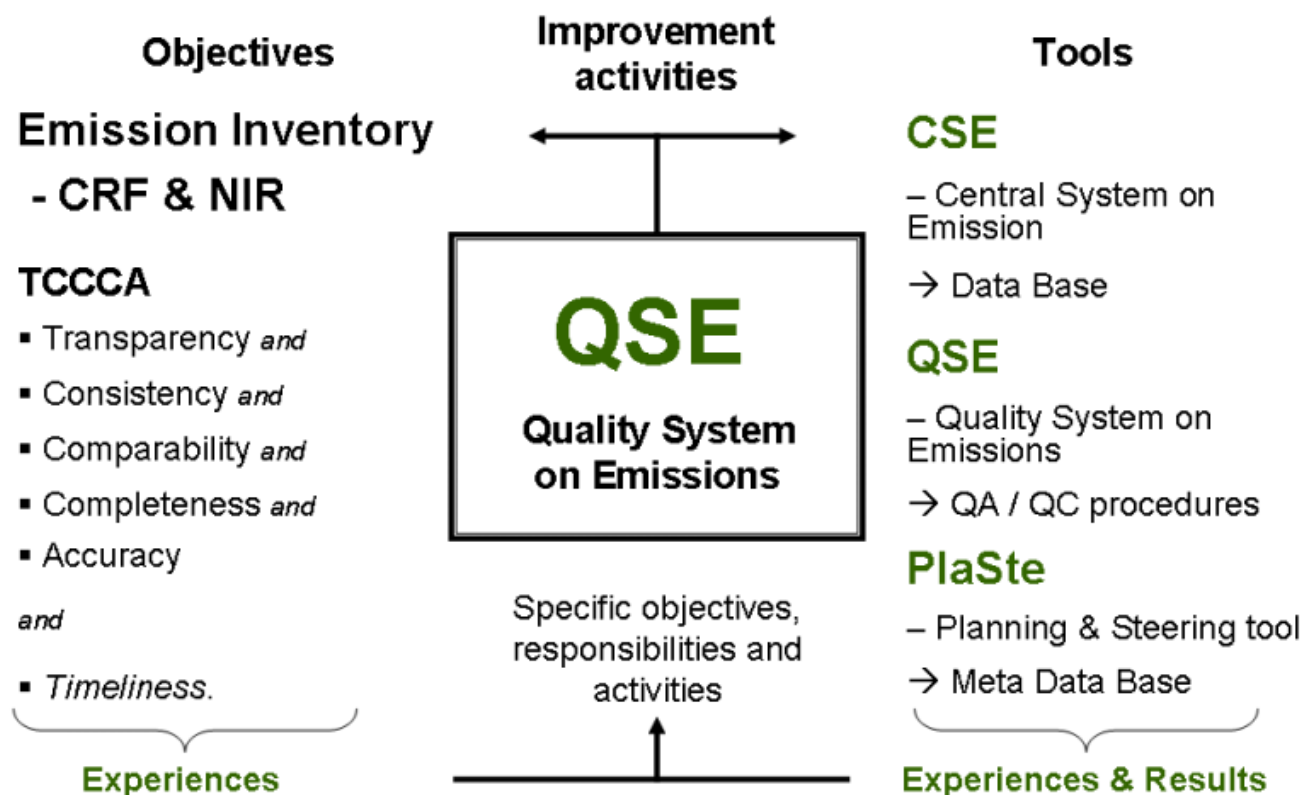 Objectives
Emission Inventory
- CRF & NIR
TCCCA
▪ Transparency and
▪ Consistency and
▪ Comparability and
▪ Completeness and
▪ Accuracy
and
▪ Timeliness.
Experiences
Improvement
activities
QSE
Quality System
on Emissions
Specific objectives,
responsibilities and
activities
Tools
CSE
– Central System on
Emission
→ Data Base
QSE
– Quality System on
Emissions
→ QA / QC procedures
PlaSte
– Planning & Steering tool
→ Meta Data Base
Experiences & Results